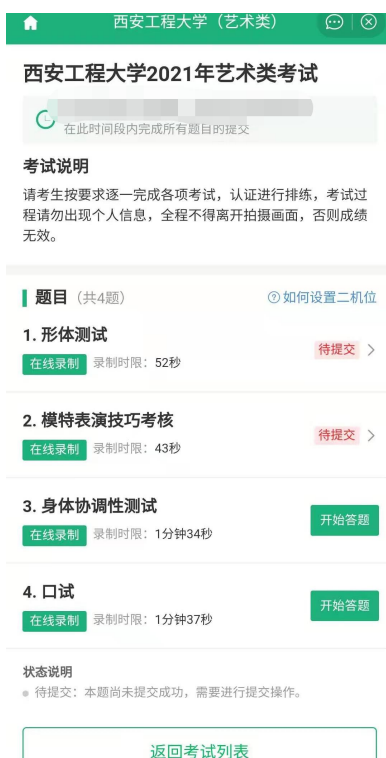 西安工程大学（艺术类）
西安工程大学2021年艺术类考试
在此时间段内完成所有题目的提交
考试说明
请考生按要求逐一完成各项考试，认证进行排练，考试过
程请勿出现个人信息，全程不得离开拍摄画面，否则成绩
无效。
题目（共4题）
如何设置二机位
1. 形体测试
待提交
在线录制 录制时限：52秒
2. 模特表演技巧考核
待提交
在线录制 录制时限：43秒
3. 身体协调性测试
开始答题
在线录制 录制时限：1分钟34秒
4. 口试
开始答题
在线录制 录制时限：1分钟37秒
状态说明
待提交：本题尚未提交成功，需要进行提交操作。
返回考试列表